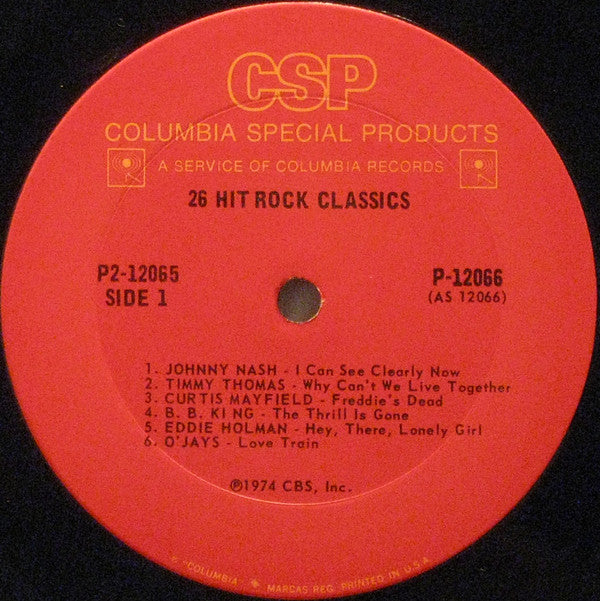 CSP
COLUMBIA SPECIAL PRODUCTS
A SERVICE OF COLUMBIA RECORDS
26 HIT ROCK CLASSICS
P2-12065
SIDE 1
P-12066
(AS 12066)
1. JOHNNY NASH - I Can See Clearly Now
2. TIMMY THOMAS - Why Can't We Live Together
3. CURTIS MAYFIELD - Freddie's Dead
4. B. B. KING - The Thrill Is Gone
5. EDDIE HOLMAN - Hey, There, Lonely Girl
6. O'JAYS - Love Train
℗1974 CBS, Inc.
"COLUMBIA" MARCAS REG. PRINTED IN U.S.A.